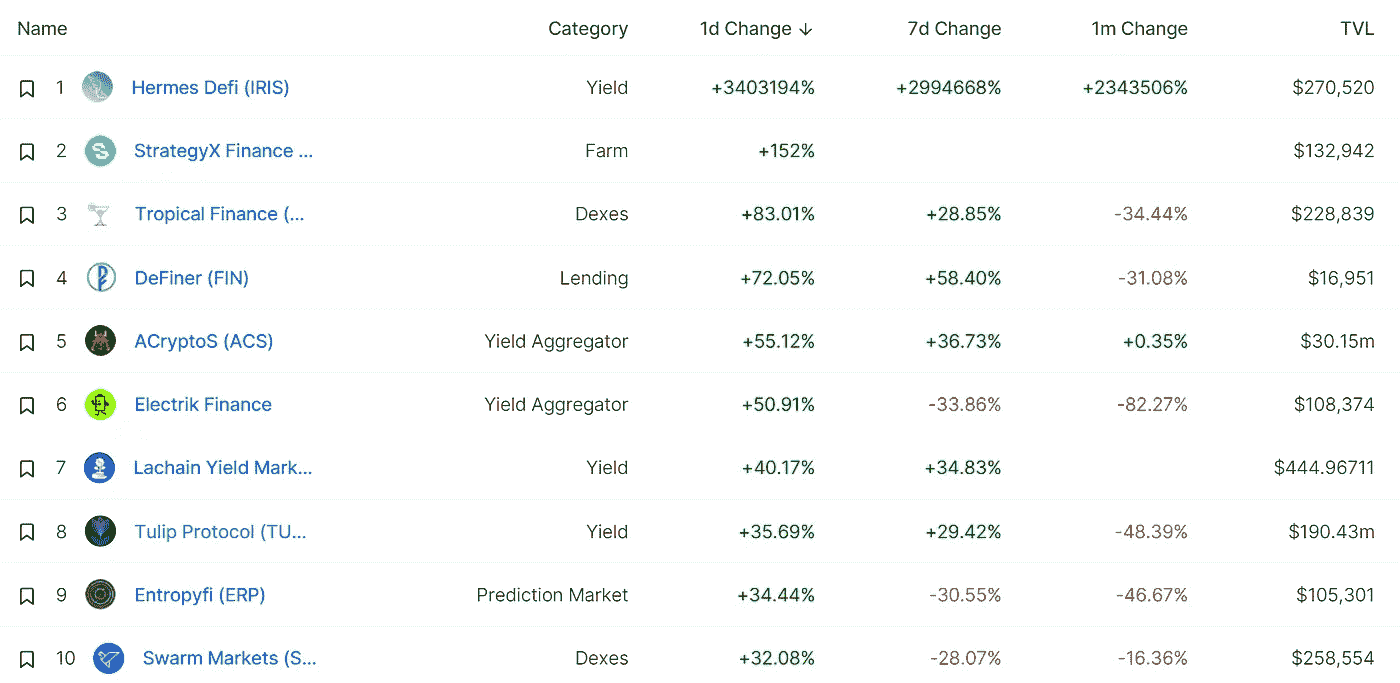 Name Category 1d Change ↓ 7d Change 1m Change TVL
1 Hermes Defi (IRIS) Yield +3403194% +2994668% +2343506% $270,520
2 StrategyX Finance ... Farm +152% $132,942
3 Tropical Finance (... Dexes +83.01% +28.85% -34.44% $228,839
4 DeFiner (FIN) Lending +72.05% +58.40% -31.08% $16,951
5 ACryptoS (ACS) Yield Aggregator +55.12% +36.73% +0.35% $30.15m
6 Electrik Finance Yield Aggregator +50.91% -33.86% -82.27% $108,374
7 Lachain Yield Mark... Yield +40.17% +34.83% $444.96711
8 Tulip Protocol (TU... Yield +35.69% +29.42% -48.39% $190.43m
9 Entropyfi (ERP) Prediction Market +34.44% -30.55% -46.67% $105,301
10 Swarm Markets (S... Dexes +32.08% -28.07% -16.36% $258,554